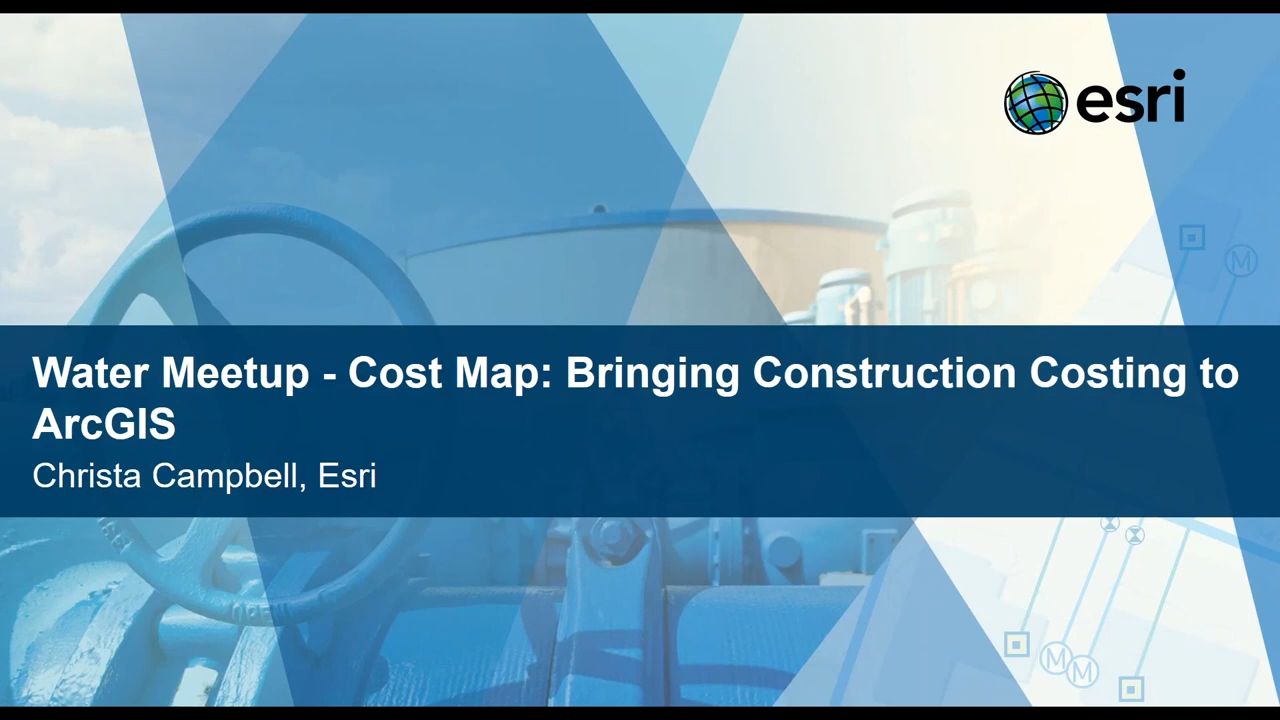 esri
M
Water Meetup - Cost Map: Bringing Construction Costing to
ArcGIS
Christa Campbell, Esri
M
M